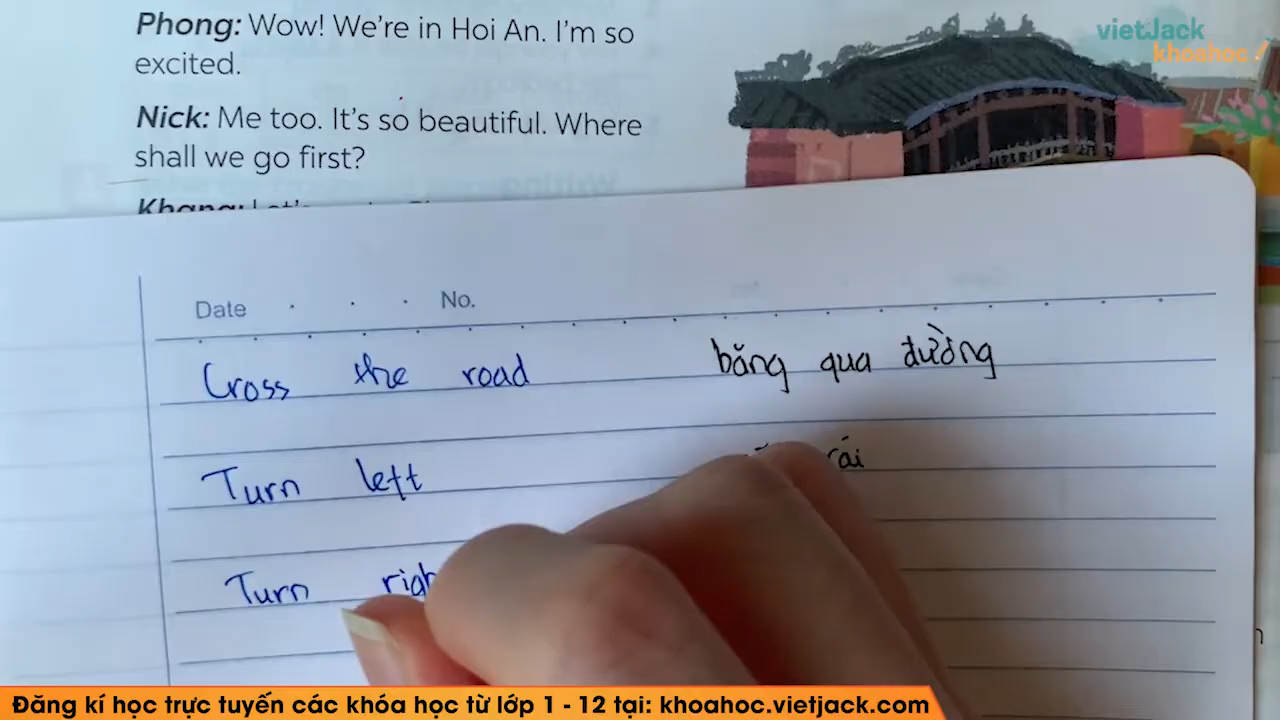 Phong: Wow! We're in Hoi An. I'm so
excited.
Nick: Me too. It's so beautiful. Where
shall we go first?
Khang: Let's
vietJack
khoahoc
Date No.
Cross the road băng qua đường
Turn left
Turn
Đăng kí học trực tuyến các khóa học từ lớp 1 - 12 tại: khoahoc.vietjack.com